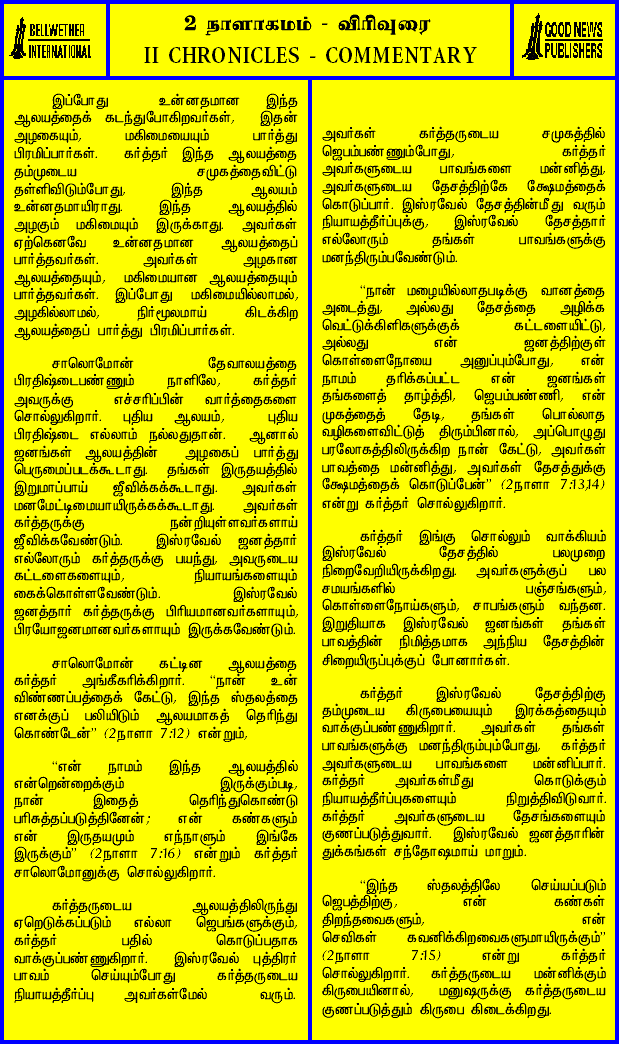 BELLWETHER
INTERNATIONAL
2 நாளாகமம் - விரிவுரை
II CHRONICLES - COMMENTARY
GOOD NEWS
PUBLISHERS
இப்போது உன்னதமான இந்த
ஆலயத்தைக் கடந்துபோகிறவர்கள், இதன்
அழகையும், மகிமையையும் பார்த்து
பிரமிப்பார்கள். கர்த்தர் இந்த ஆலயத்தை
தம்முடைய சமுகத்தைவிட்டு
தள்ளிவிடும்போது, இந்த ஆலயம்
உன்னதமாயிராது. இந்த ஆலயத்தில்
அழகும் மகிமையும் இருக்காது. அவர்கள்
ஏற்கெனவே உன்னதமான ஆலயத்தைப்
பார்த்தவர்கள். அவர்கள் அழகான
ஆலயத்தையும், மகிமையான ஆலயத்தையும்
பார்த்தவர்கள். இப்போது மகிமையில்லாமல்,
அழகில்லாமல், நிர்மூலமாய் கிடக்கிற
ஆலயத்தைப் பார்த்து பிரமிப்பார்கள்.
சாலொமோன் தேவாலயத்தை
பிரதிஷ்டைபண்ணும் நாளிலே, கர்த்தர்
அவருக்கு எச்சரிப்பின் வார்த்தைகளை
சொல்லுகிறார். புதிய ஆலயம், புதிய
பிரதிஷ்டை எல்லாம் நல்லதுதான். ஆனால்
ஜனங்கள் ஆலயத்தின் அழகைப் பார்த்து
பெருமைப்படக்கூடாது. தங்கள் இருதயத்தில்
இறுமாப்பாய் ஜீவிக்கக்கூடாது. அவர்கள்
மனமேட்டிமையாயிருக்கக்கூடாது. அவர்கள்
கர்த்தருக்கு நன்றியுள்ளவர்களாய்
ஜீவிக்கவேண்டும். இஸ்ரவேல் ஜனத்தார்
எல்லோரும் கர்த்தருக்கு பயந்து, அவருடைய
கட்டளைகளையும், நியாயங்களையும்
கைக்கொள்ளவேண்டும். இஸ்ரவேல்
ஜனத்தார் கர்த்தருக்கு பிரியமானவர்களாயும்,
பிரயோஜனமானவர்களாயும் இருக்கவேண்டும்.
சாலொமோன் கட்டின ஆலயத்தை
கர்த்தர் அங்கீகரிக்கிறார். “நான் உன்
விண்ணப்பத்தைக் கேட்டு, இந்த ஸ்தலத்தை
எனக்குப் பலியிடும் ஆலயமாகத் தெரிந்து
கொண்டேன்” (2நாளா 7:12) என்றும்,
“என் நாமம் இந்த ஆலயத்தில்
என்றென்றைக்கும் இருக்கும்படி,
நான் இதைத் தெரிந்துகொண்டு
பரிசுத்தப்படுத்தினேன்; என் கண்களும்
என் இருதயமும் எந்நாளும் இங்கே
இருக்கும்” (2நாளா 7:16) என்றும் கர்த்தர்
சாலொமோனுக்கு சொல்லுகிறார்.
கர்த்தருடைய ஆலயத்திலிருந்து
ஏறெடுக்கப்படும் எல்லா ஜெபங்களுக்கும்,
கர்த்தர் பதில் கொடுப்பதாக
வாக்குப்பண்ணுகிறார். இஸ்ரவேல் புத்திரர்
பாவம் செய்யும்போது கர்த்தருடைய
நியாயத்தீர்ப்பு அவர்கள்மேல் வரும்.
அவர்கள் கர்த்தருடைய சமுகத்தில்
ஜெபம்பண்ணும்போது, கர்த்தர்
அவர்களுடைய பாவங்களை மன்னித்து,
அவர்களுடைய தேசத்திற்கே க்ஷேமத்தைக்
கொடுப்பார். இஸ்ரவேல் தேசத்தின்மீது வரும்
நியாயத்தீர்ப்புக்கு, இஸ்ரவேல் தேசத்தார்
எல்லோரும் தங்கள் பாவங்களுக்கு
மனந்திரும்பவேண்டும்.
“நான் மழையில்லாதபடிக்கு வானத்தை
அடைத்து, அல்லது தேசத்தை அழிக்க
வெட்டுக்கிளிகளுக்குக் கட்டளையிட்டு,
அல்லது என் ஜனத்திற்குள்
கொள்ளைநோயை அனுப்பும்போது, என்
நாமம் தரிக்கப்பட்ட என் ஜனங்கள்
தங்களைத் தாழ்த்தி, ஜெபம்பண்ணி, என்
முகத்தைத் தேடி, தங்கள் பொல்லாத
வழிகளைவிட்டுத் திரும்பினால், அப்பொழுது
பரலோகத்திலிருக்கிற நான் கேட்டு, அவர்கள்
பாவத்தை மன்னித்து, அவர்கள் தேசத்துக்கு
க்ஷேமத்தைக் கொடுப்பேன்” (2நாளா 7:13,14)
என்று கர்த்தர் சொல்லுகிறார்.
கர்த்தர் இங்கு சொல்லும் வாக்கியம்
இஸ்ரவேல் தேசத்தில் பலமுறை
நிறைவேறியிருக்கிறது. அவர்களுக்குப் பல
சமயங்களில் பஞ்சங்களும்,
கொள்ளைநோய்களும், சாபங்களும் வந்தன.
இறுதியாக இஸ்ரவேல் ஜனங்கள் தங்கள்
பாவத்தின் நிமித்தமாக அந்நிய தேசத்தின்
சிறையிருப்புக்குப் போனார்கள்.
கர்த்தர் இஸ்ரவேல் தேசத்திற்கு
தம்முடைய கிருபையையும் இரக்கத்தையும்
வாக்குப்பண்ணுகிறார். அவர்கள் தங்கள்
பாவங்களுக்கு மனந்திரும்பும்போது, கர்த்தர்
அவர்களுடைய பாவங்களை மன்னிப்பார்.
கர்த்தர் அவர்கள்மீது கொடுக்கும்
நியாயத்தீர்ப்புகளையும் நிறுத்திவிடுவார்.
கர்த்தர் அவர்களுடைய தேசங்களையும்
குணப்படுத்துவார். இஸ்ரவேல் ஜனத்தாரின்
துக்கங்கள் சந்தோஷமாய் மாறும்.
“இந்த ஸ்தலத்திலே செய்யப்படும்
ஜெபத்திற்கு, என் கண்கள்
திறந்தவைகளும், என்
செவிகள் கவனிக்கிறவைகளுமாயிருக்கும்”
(2நாளா 7:15) என்று கர்த்தர்
சொல்லுகிறார். கர்த்தருடைய மன்னிக்கும்
கிருபையினால், மனுஷருக்கு கர்த்தருடைய
குணப்படுத்தும் கிருபை கிடைக்கிறது.